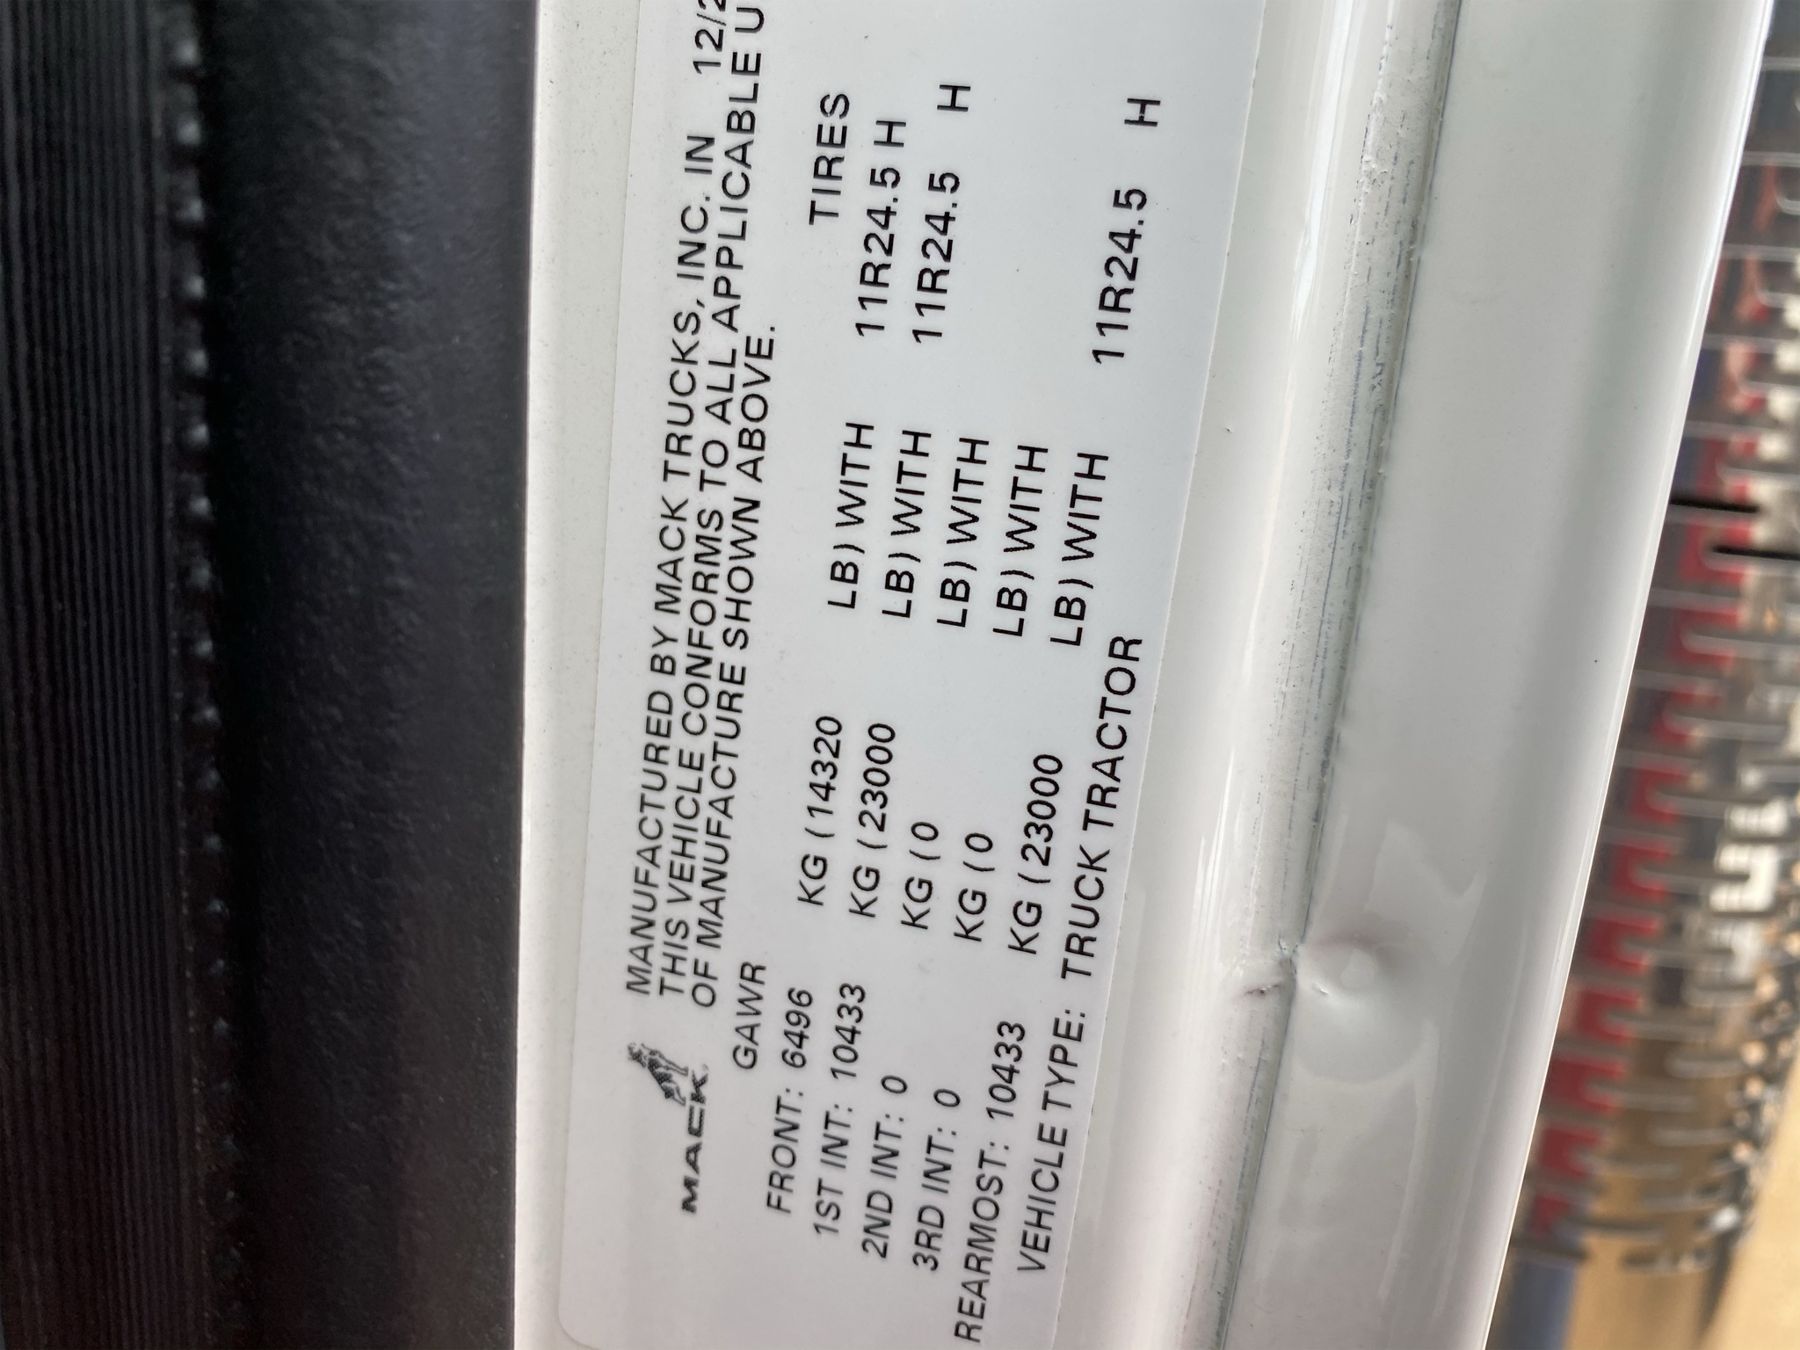 MACK
MANUFACTURED BY MACK TRUCKS, INC. IN 12/2
THIS VEHICLE CONFORMS TO ALL APPLICABLE U
OF MANUFACTURE SHOWN ABOVE.
GAWR TIRES
FRONT: 6496 KG (14320 LB) WITH 11R24.5 H
1ST INT: 10433 KG (23000 LB) WITH 11R24.5 H
2ND INT: 0 KG (0 LB) WITH
3RD INT: 0 KG (0 LB) WITH
REARMOST: 10433 KG (23000 LB) WITH 11R24.5 H
VEHICLE TYPE: TRUCK TRACTOR